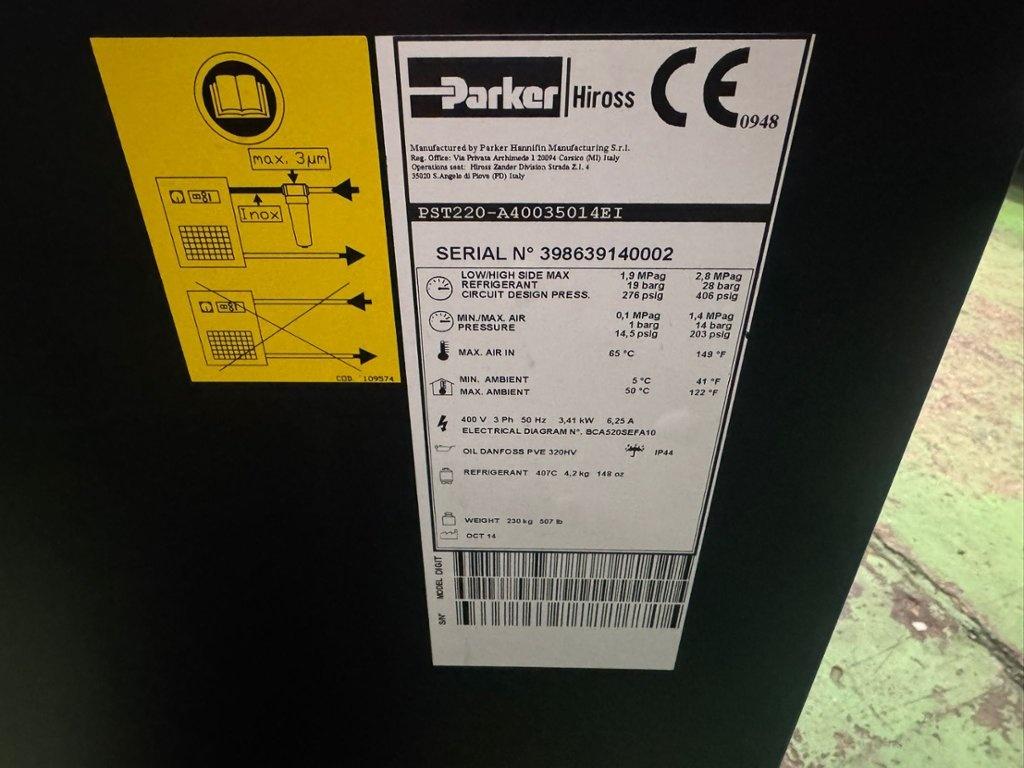 max. 3µm
Inox
COD. 109574
Parker Hiross CE 0948
Manufactured by Parker Hannifin Manufacturing S.r.l.
Reg. Office: Via Privata Archimede 1 20094 Corsico (MI) Italy
Operations seat: Hiross Zander Division Strada Z.I. 4
35020 S.Angelo di Piove (PD) Italy
PST220-A40035014EI
SERIAL N° 398639140002
LOW/HIGH SIDE MAX 1,9 MPag 2,8 MPag
REFRIGERANT 19 barg 28 barg
CIRCUIT DESIGN PRESS. 276 psig 406 psig
MIN./MAX. AIR 0,1 MPag 1,4 MPag
PRESSURE 1 barg 14 barg
14,5 psig 203 psig
MAX. AIR IN 65 °C 149 °F
MIN. AMBIENT 5 °C 41 °F
MAX. AMBIENT 50 °C 122 °F
400 V 3 Ph 50 Hz 3,41 kW 6,25 A
ELECTRICAL DIAGRAM N°. BCA520SEFA10
OIL DANFOSS PVE 320HV IP44
REFRIGERANT 407C 4,2 kg 148 oz
WEIGHT 230 kg 507 lb
OCT 14
MODEL DIGIT
S/N°